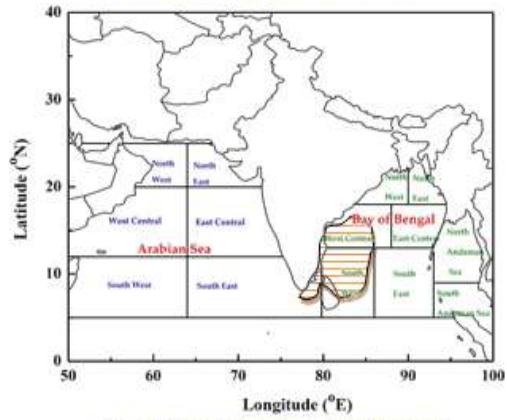 40
30
20
10
0
Latitude (°N)
North West
North East
North West
North East
West Central
East Central
Bay of Bengal
West Central
East Central
North Andaman Sea
Arabian Sea
South West
South East
South West
South East
South Andaman Sea
50 60 70 80 90 100
Longitude (°E)